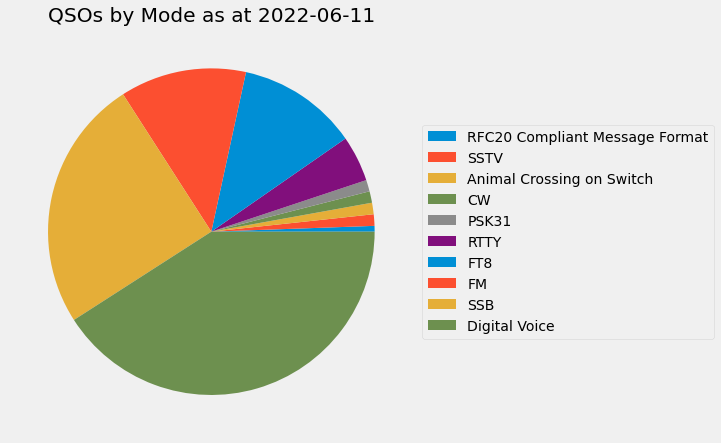 QSOs by Mode as at 2022-06-11
RFC20 Compliant Message Format
SSTV
Animal Crossing on Switch
CW
PSK31
RTTY
FT8
FM
SSB
Digital Voice